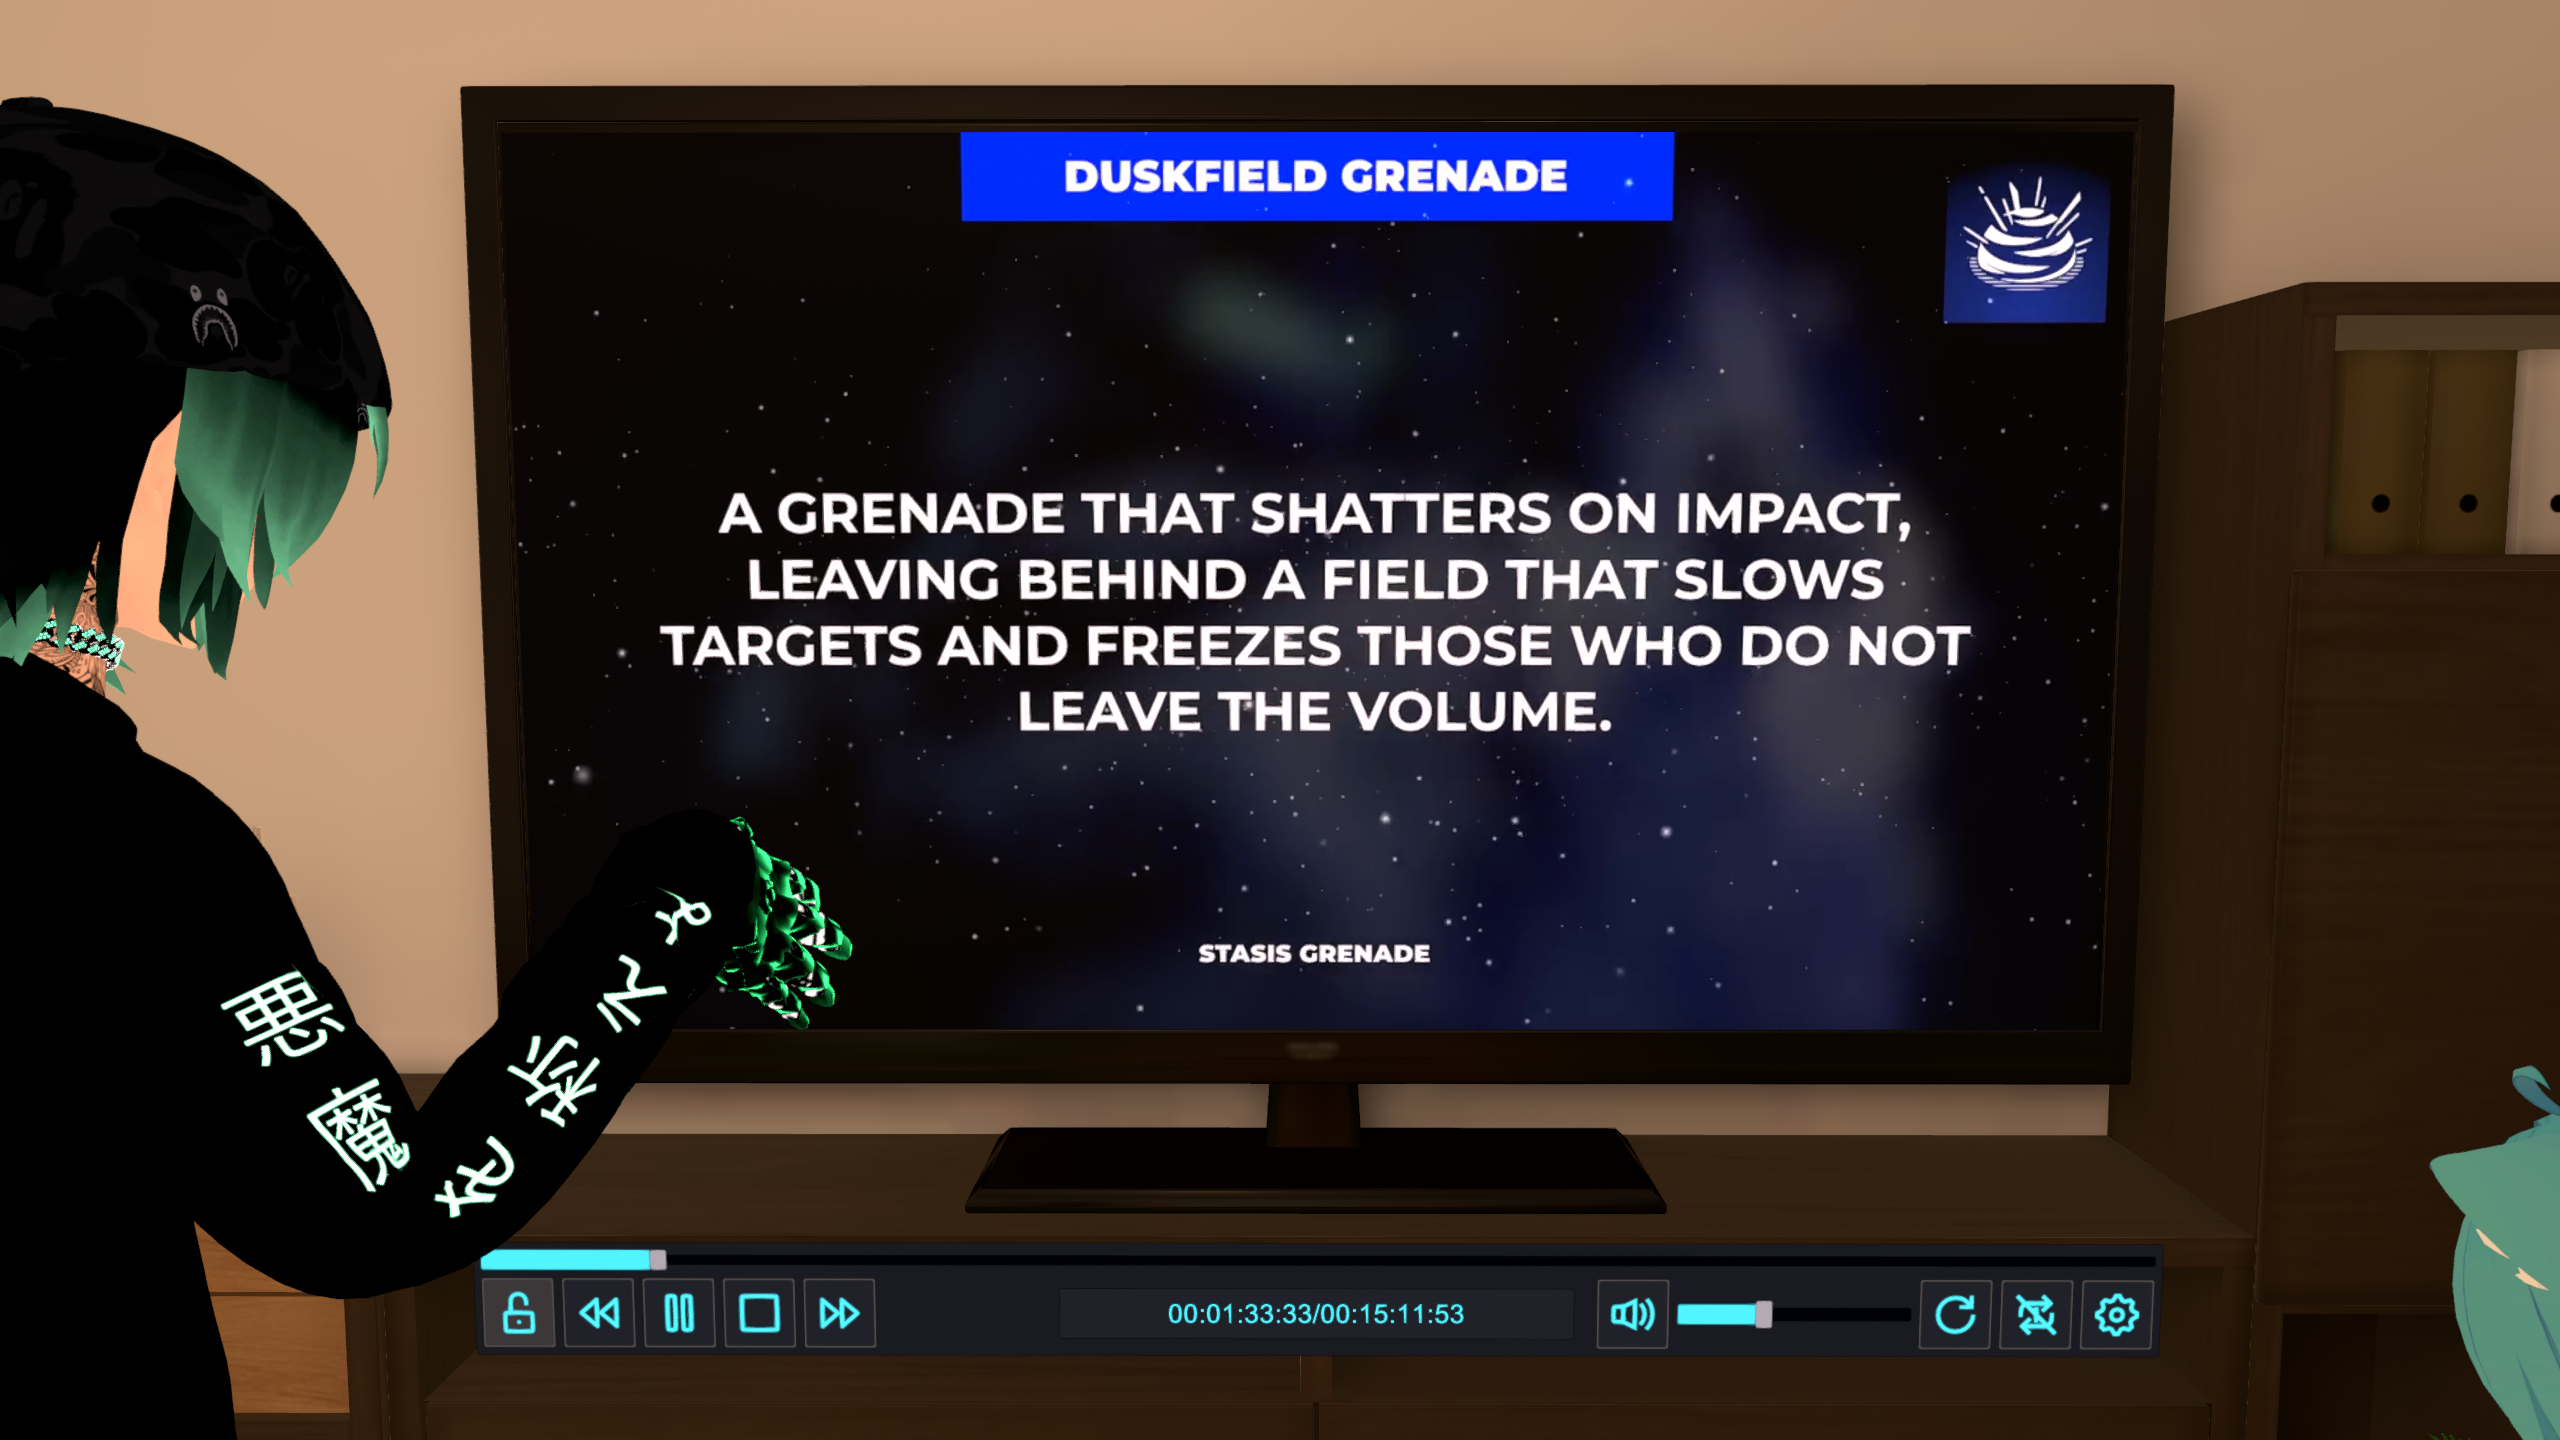 DUSKFIELD GRENADE
A GRENADE THAT SHATTERS ON IMPACT,
LEAVING BEHIND A FIELD THAT SLOWS
TARGETS AND FREEZES THOSE WHO DO NOT
LEAVE THE VOLUME.
STASIS GRENADE
悪
魔
00:01:33:33/00:15:11:53